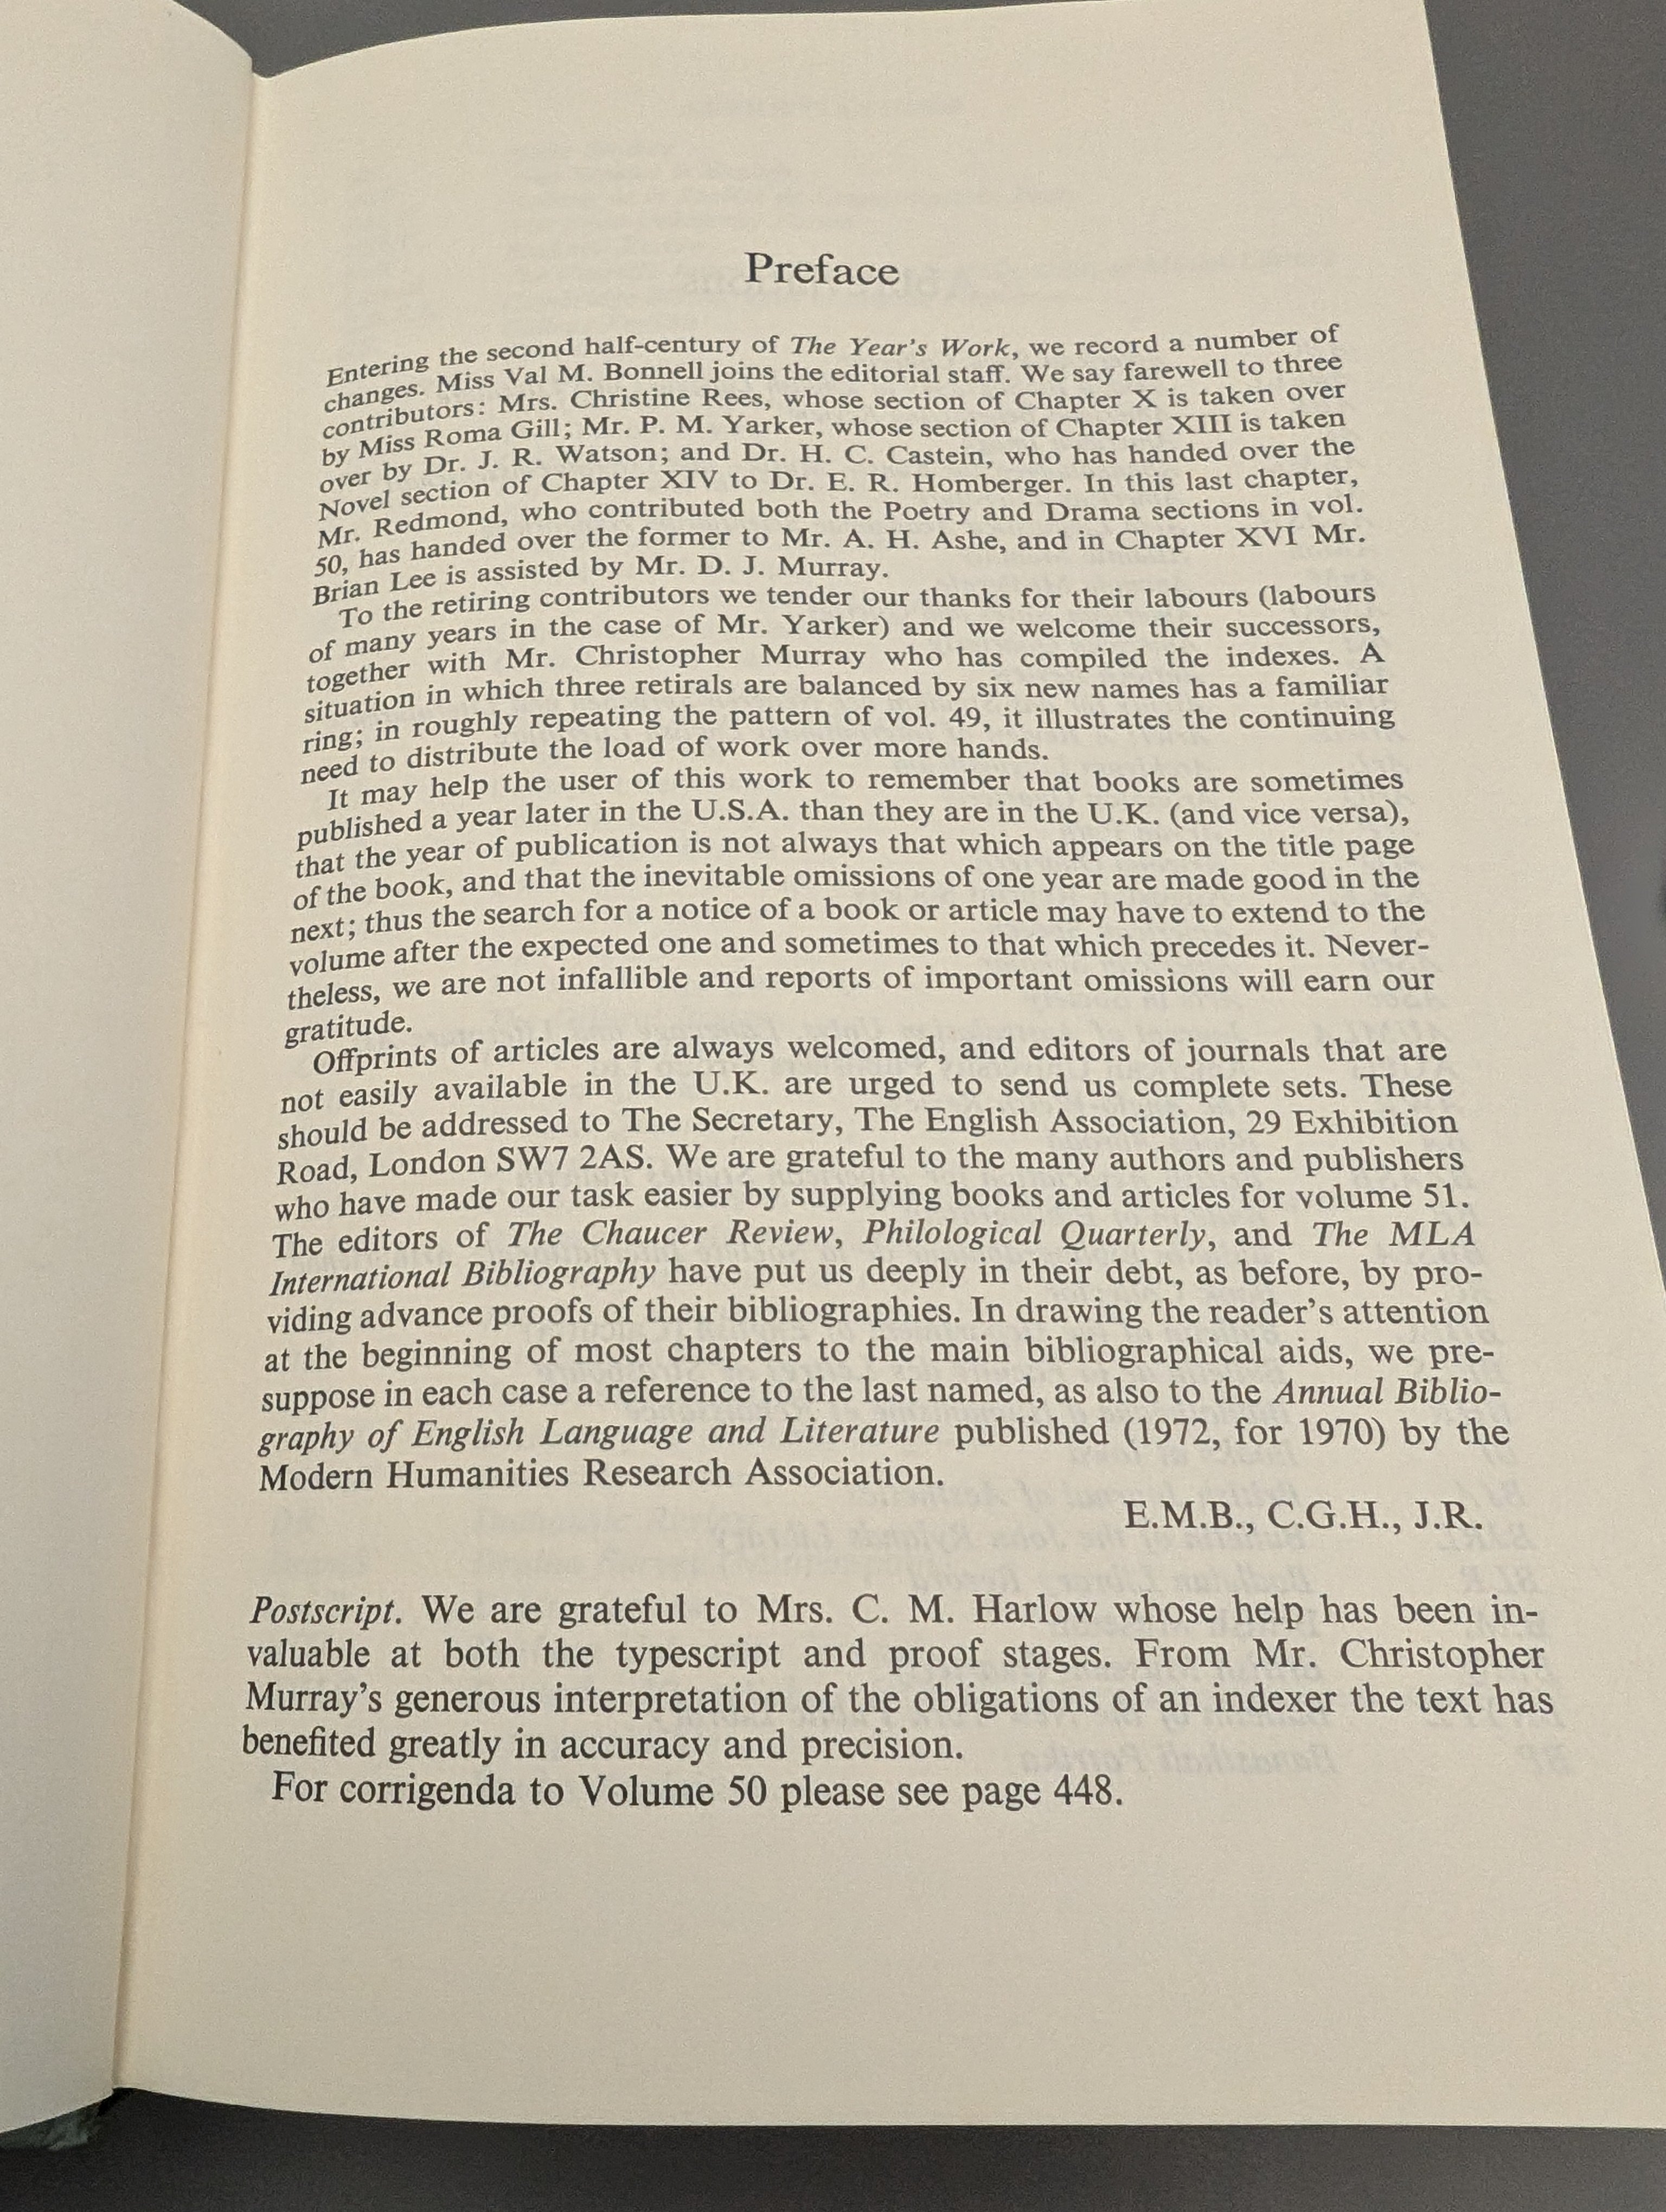 Preface
Entering the second half-century of The Year's Work, we record a number of
changes. Miss Val M. Bonnell joins the editorial staff. We say farewell to three
contributors: Mrs. Christine Rees, whose section of Chapter X is taken over
by Miss Roma Gill; Mr. P. M. Yarker, whose section of Chapter XIII is taken
over by Dr. J. R. Watson; and Dr. H. C. Castein, who has handed over the
Novel section of Chapter XIV to Dr. E. R. Homberger. In this last chapter,
Mr. Redmond, who contributed both the Poetry and Drama sections in vol.
50, has handed over the former to Mr. A. H. Ashe, and in Chapter XVI Mr.
Brian Lee is assisted by Mr. D. J. Murray.
To the retiring contributors we tender our thanks for their labours (labours
of many years in the case of Mr. Yarker) and we welcome their successors,
together with Mr. Christopher Murray who has compiled the indexes. A
situation in which three retirals are balanced by six new names has a familiar
ring; in roughly repeating the pattern of vol. 49, it illustrates the continuing
need to distribute the load of work over more hands.
It may help the user of this work to remember that books are sometimes
published a year later in the U.S.A. than they are in the U.K. (and vice versa),
that the year of publication is not always that which appears on the title page
of the book, and that the inevitable omissions of one year are made good in the
next; thus the search for a notice of a book or article may have to extend to the
volume after the expected one and sometimes to that which precedes it. Never-
theless, we are not infallible and reports of important omissions will earn our
gratitude.
Offprints of articles are always welcomed, and editors of journals that are
not easily available in the U.K. are urged to send us complete sets. These
should be addressed to The Secretary, The English Association, 29 Exhibition
Road, London SW7 2AS. We are grateful to the many authors and publishers
who have made our task easier by supplying books and articles for volume 51.
The editors of The Chaucer Review, Philological Quarterly, and The MLA
International Bibliography have put us deeply in their debt, as before, by pro-
viding advance proofs of their bibliographies. In drawing the reader's attention
at the beginning of most chapters to the main bibliographical aids, we pre-
suppose in each case a reference to the last named, as also to the Annual Biblio-
graphy of English Language and Literature published (1972, for 1970) by the
Modern Humanities Research Association.
E.M.B., C.G.H., J.R.
Postscript. We are grateful to Mrs. C. M. Harlow whose help has been in-
valuable at both the typescript and proof stages. From Mr. Christopher
Murray's generous interpretation of the obligations of an indexer the text has
benefited greatly in accuracy and precision.
For corrigenda to Volume 50 please see page 448.